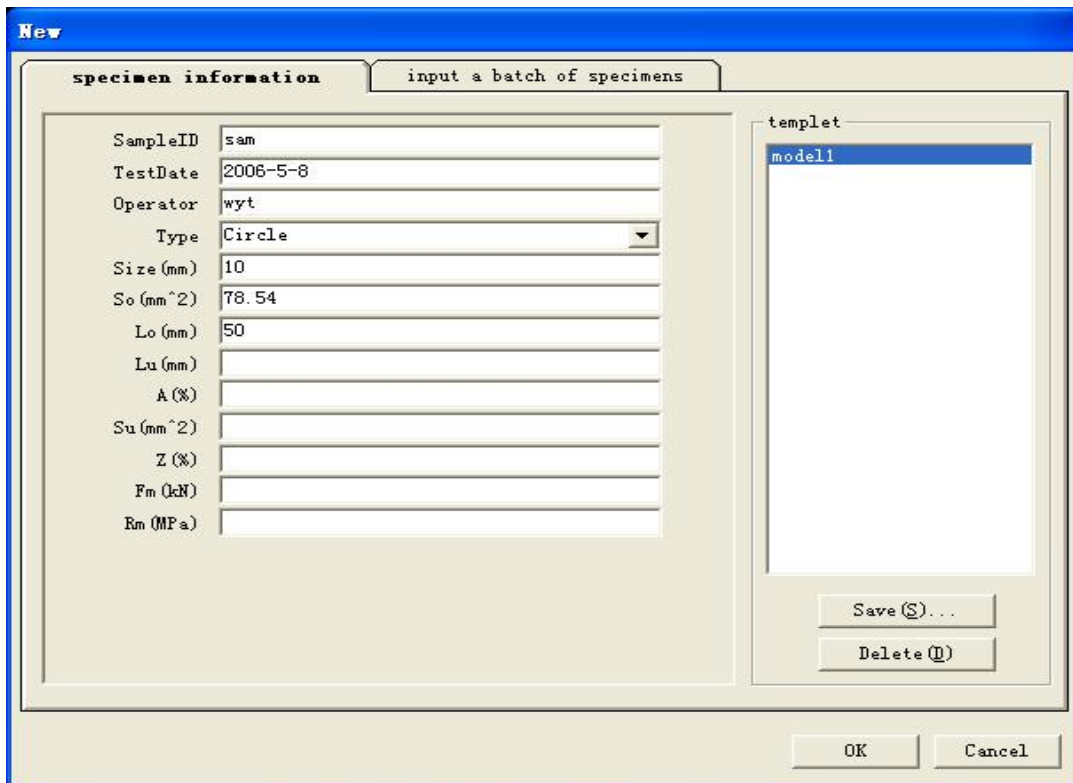 New
specimen information
input a batch of specimens
SampleID sam
TestDate 2006-5-8
Operator wyt
Type Circle
Size(mm) 10
So(mm^2) 78.54
Lo(mm) 50
Lu(mm)
A(%)
Su(mm^2)
Z(%)
Fm(kN)
Rm(MPa)
templet
model1
Save(S)...
Delete(D)
OK
Cancel